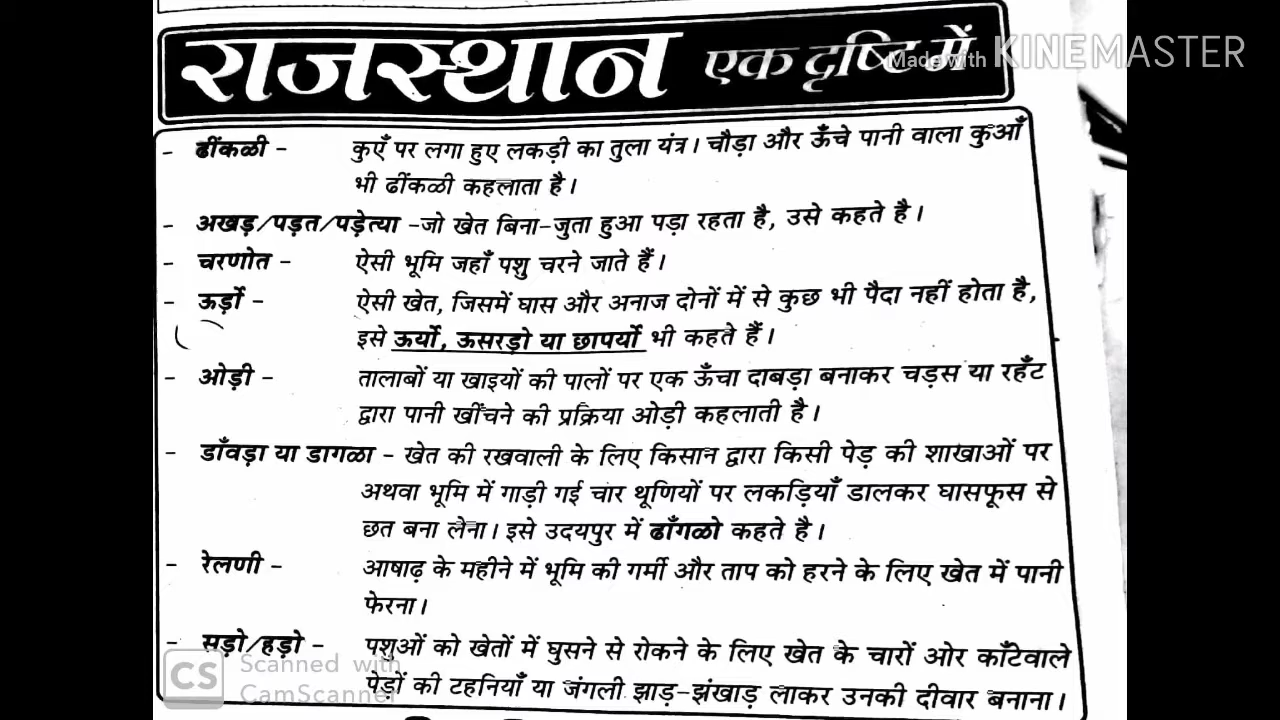 राजस्थान एक दृष्टि में
Made with KINEMASTER
- ढींकळी - कुएँ पर लगा हुए लकड़ी का तुला यंत्र। चौड़ा और ऊँचे पानी वाला कुआँ
भी ढींकळी कहलाता है।
- अखड़/पड़त/पड़ेत्या -जो खेत बिना-जुता हुआ पड़ा रहता है, उसे कहते है।
- चरणोत - ऐसी भूमि जहाँ पशु चरने जाते हैं।
- ऊर्ड़ो - ऐसी खेत, जिसमें घास और अनाज दोनों में से कुछ भी पैदा नहीं होता है,
इसे ऊर्यो, ऊसरड़ो या छापर्यो भी कहते हैं।
- ओड़ी - तालाबों या खाइयों की पालों पर एक ऊँचा दाबड़ा बनाकर चड़स या रहँट
द्वारा पानी खींचने की प्रक्रिया ओड़ी कहलाती है।
- डाँवड़ा या डागळा - खेत की रखवाली के लिए किसान द्वारा किसी पेड़ की शाखाओं पर
अथवा भूमि में गाड़ी गई चार थूणियों पर लकड़ियाँ डालकर घासफूस से
छत बना लेना। इसे उदयपुर में ढाँगळो कहते है।
- रेलणी - आषाढ़ के महीने में भूमि की गर्मी और ताप को हरने के लिए खेत में पानी
फेरना।
- सड़ो/हड़ो - पशुओं को खेतों में घुसने से रोकने के लिए खेत के चारों ओर काँटेवाले
पेड़ों की टहनियाँ या जंगली झाड़-झंखाड़ लाकर उनकी दीवार बनाना।
CS Scanned with
CamScanner